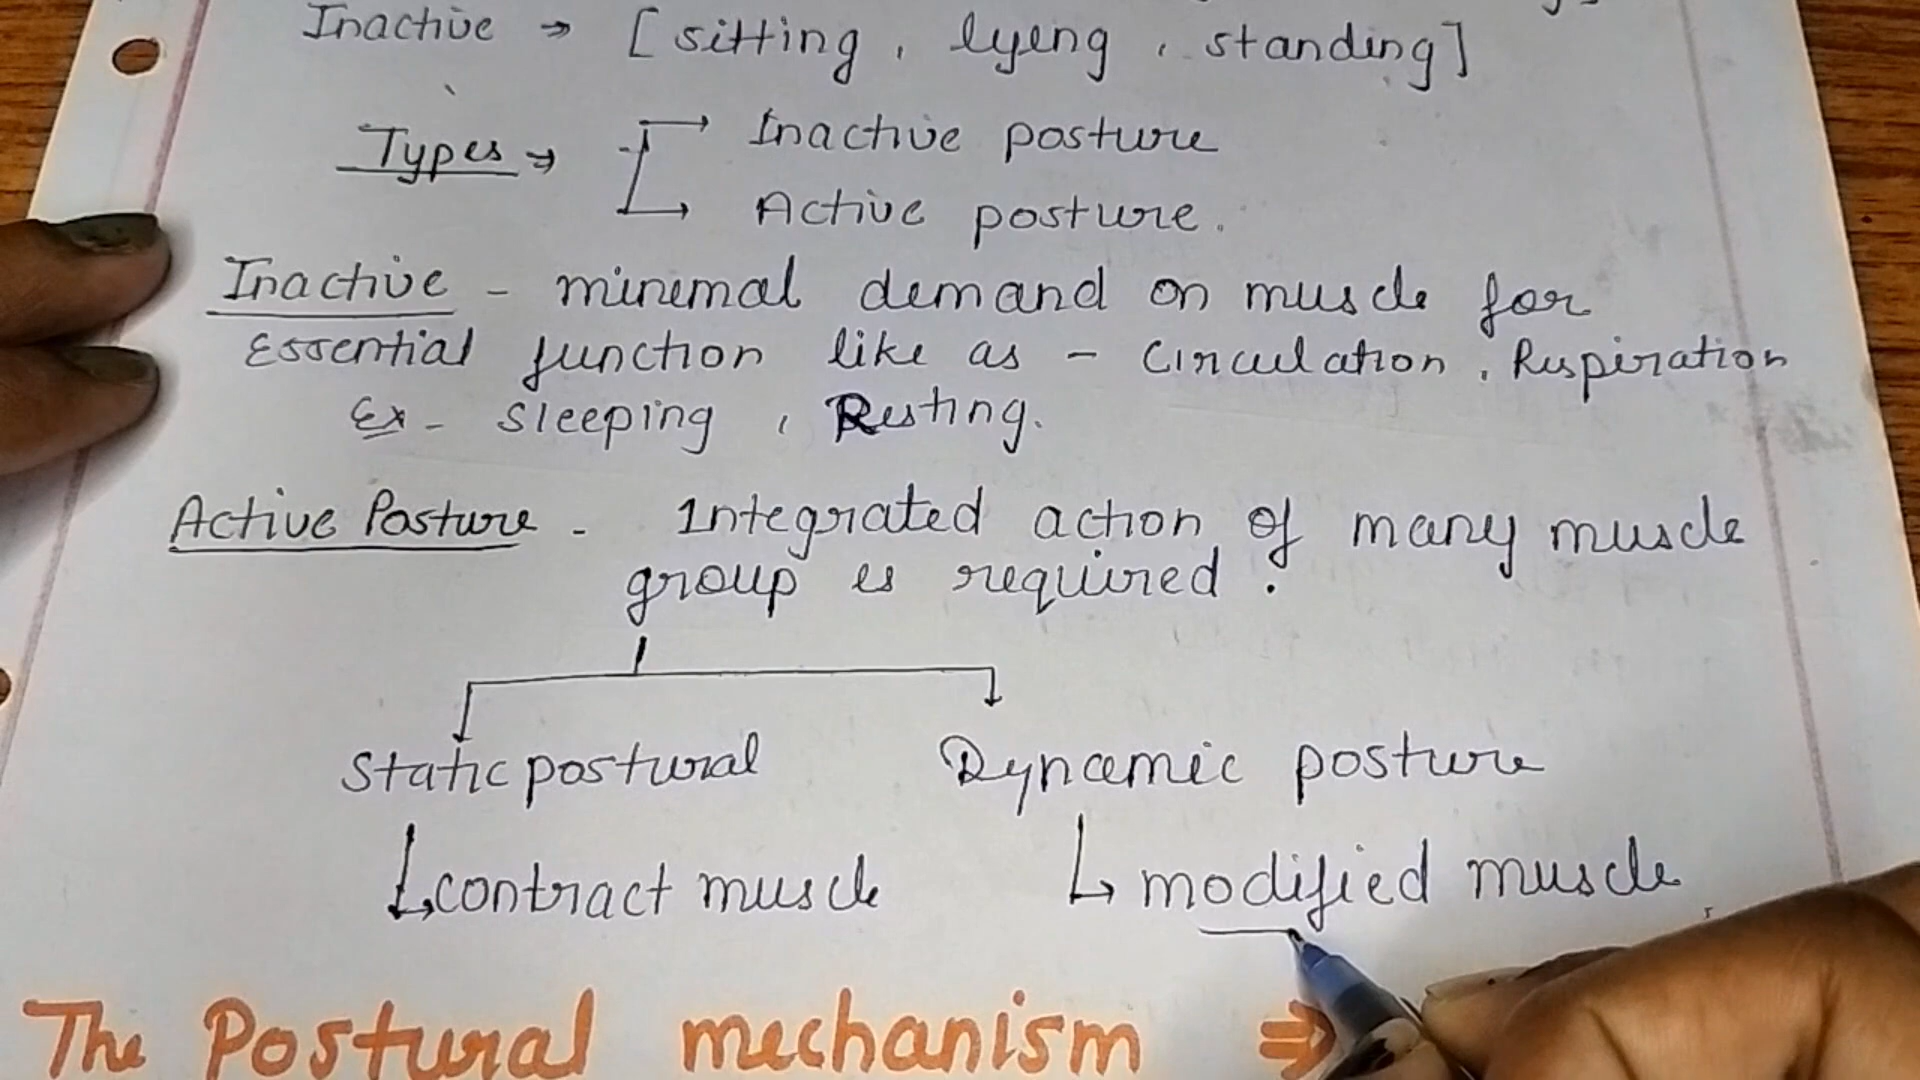 Inactive → [sitting, lyeng, standing]
Types → Inactive posture
Active posture.
Inactive - minemal demand on muscle for
Essential function like as - Circulation, Respiration
Ex - Sleeping, Resting.
Active Posture - Integrated action of many muscle
group is required.
Static postural Dynamic posture
contract muscle modified muscle
The Postural mechanism ⇒